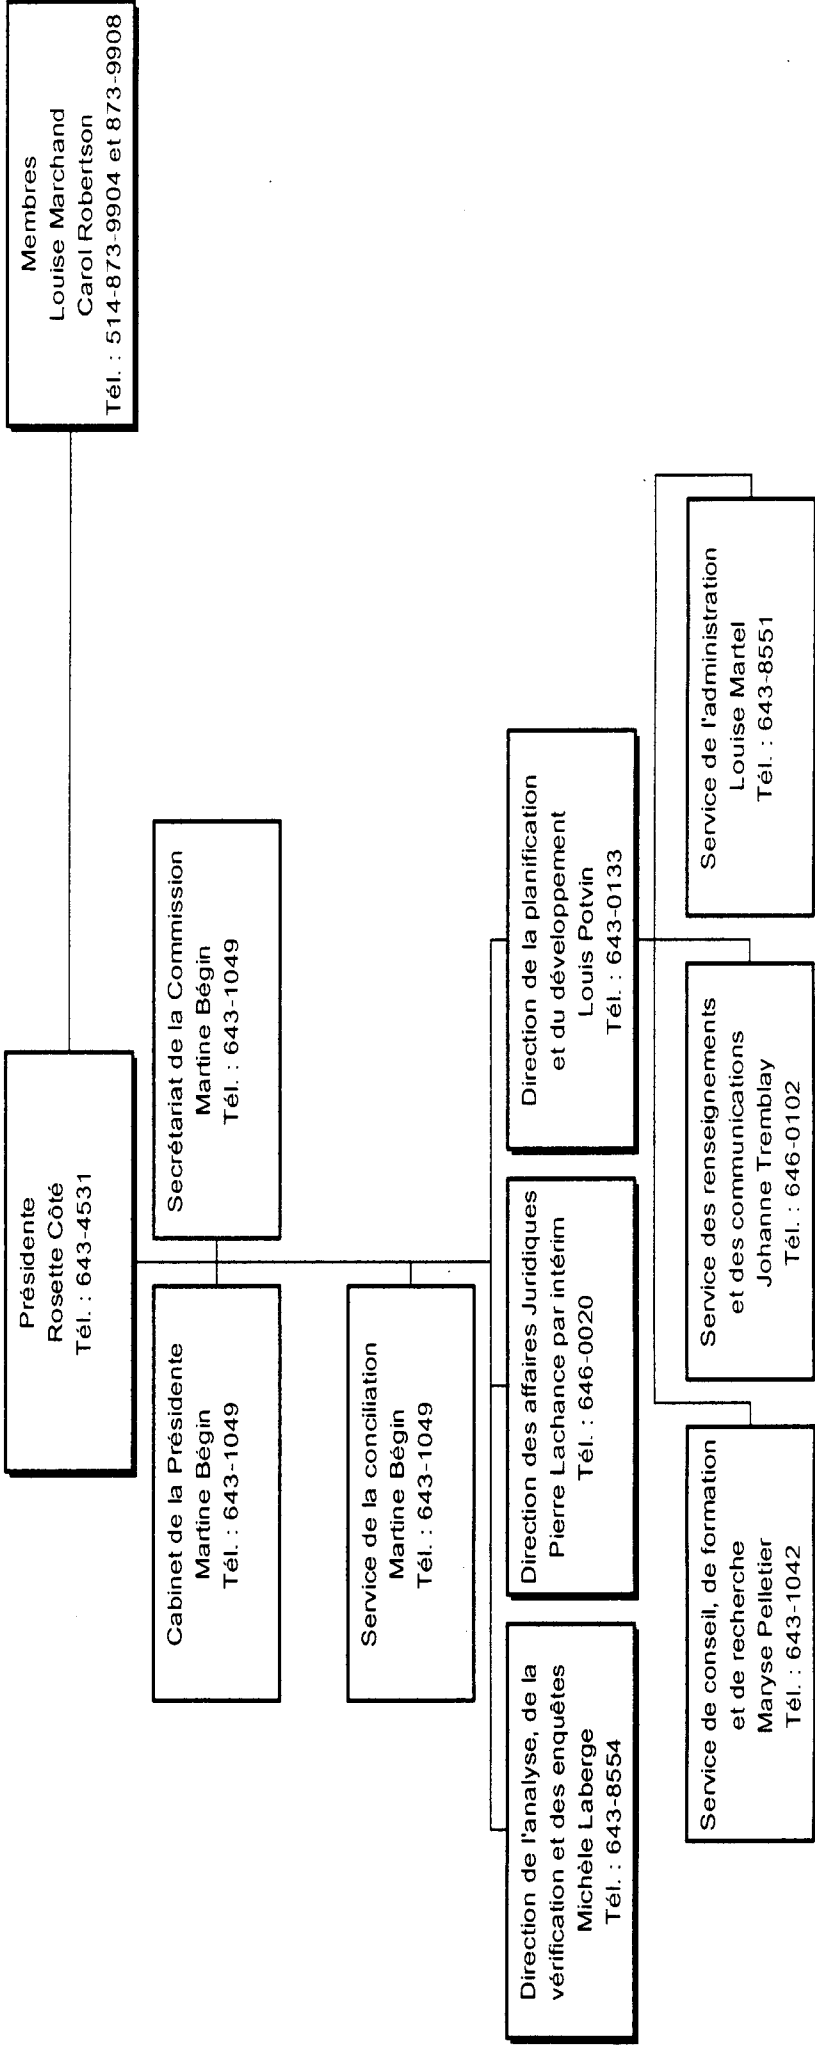 Membres
Louise Marchand
Carol Robertson
Tél. : 514-873-9904 et 873-9908
Présidente
Rosette Côté
Tél. : 643-4531
Cabinet de la Présidente
Martine Bégin
Tél. : 643-1049
Secrétariat de la Commission
Martine Bégin
Tél. : 643-1049
Service de la conciliation
Martine Bégin
Tél. : 643-1049
Direction de l'analyse, de la
vérification et des enquêtes
Michèle Laberge
Tél. : 643-8554
Direction des affaires Juridiques
Pierre Lachance par intérim
Tél. : 646-0020
Direction de la planification
et du développement
Louis Potvin
Tél. : 643-0133
Service de conseil, de formation
et de recherche
Maryse Pelletier
Tél. : 643-1042
Service des renseignements
et des communications
Johanne Tremblay
Tél. : 646-0102
Service de l'administration
Louise Martel
Tél. : 643-8551